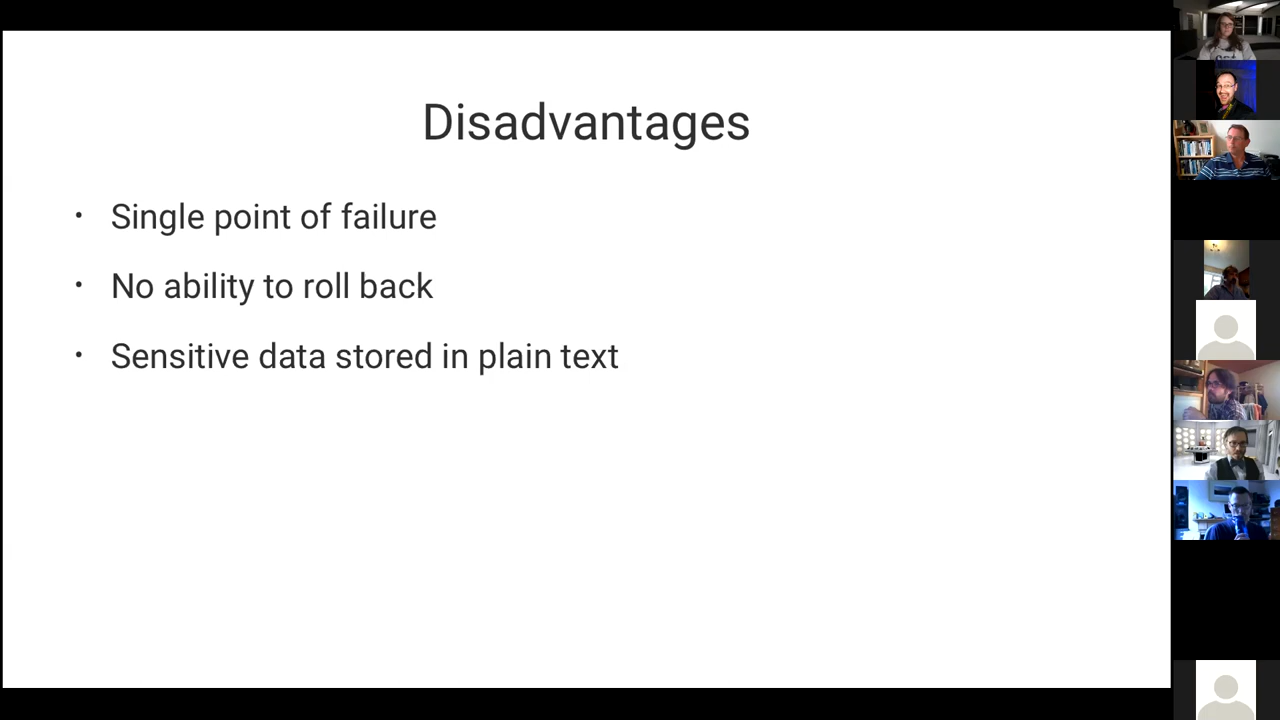 Disadvantages
• Single point of failure
• No ability to roll back
• Sensitive data stored in plain text